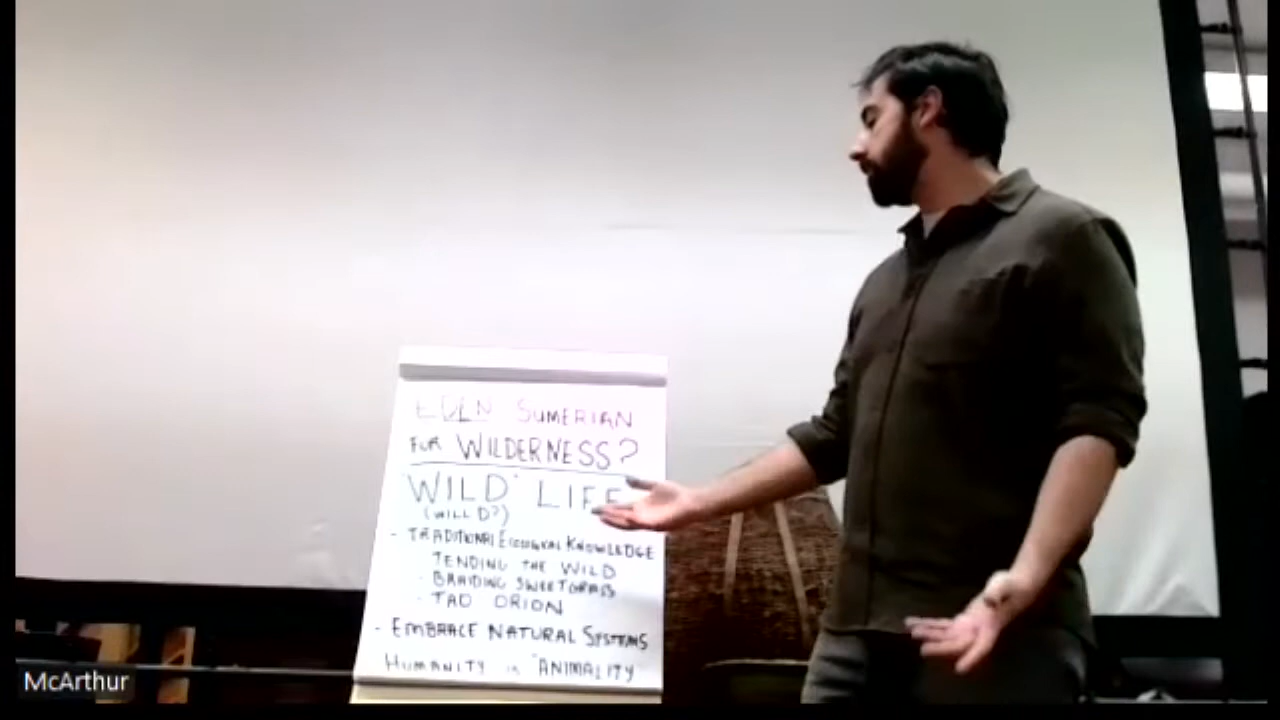 EDEN SUMERIAN
FOR WILDERNESS?
WILD LIFE
(WILL D?)
- TRADITIONAL ECOLOGICAL KNOWLEDGE
TENDING THE WILD
- BRAIDING SWEETGRASS
- TAO ORION
- EMBRACE NATURAL SYSTEMS
HUMANITY "ANIMALITY
McArthur